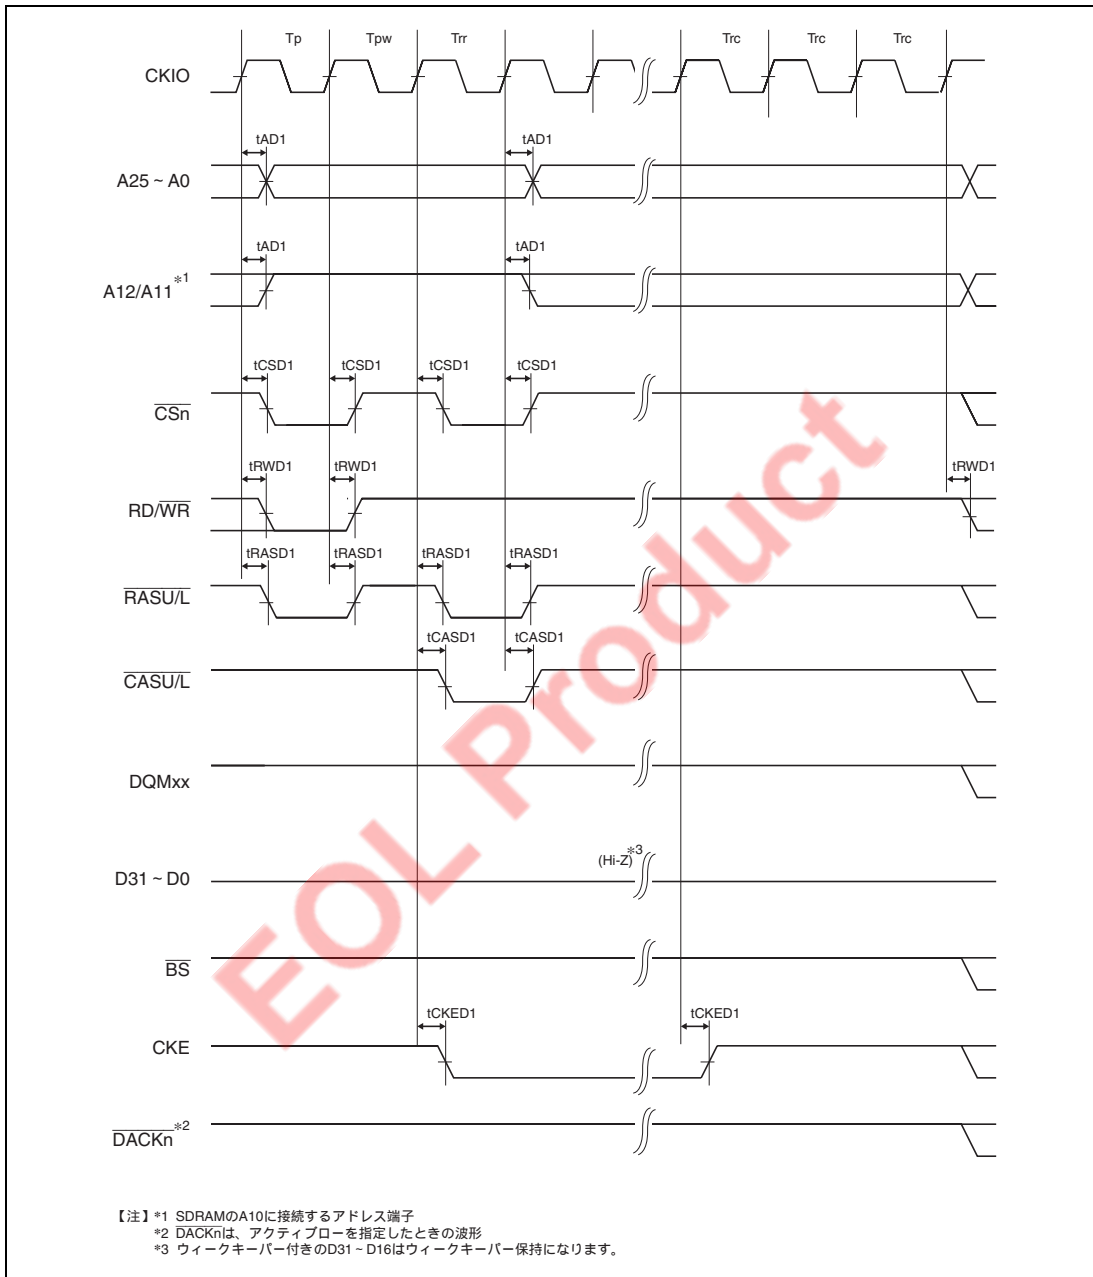 Tp Tpw Trr Trc Trc Trc
CKIO
tAD1 tAD1
A25 ~ A0
tAD1 tAD1
A12/A11*1
tCSD1 tCSD1 tCSD1 tCSD1
CSn
tRWD1 tRWD1 tRWD1
RD/WR
tRASD1 tRASD1 tRASD1 tRASD1
RASU/L
tCASD1 tCASD1
CASU/L
DQMxx
(Hi-Z)*3
D31 ~ D0
BS
tCKED1 tCKED1
CKE
DACKn*2
EOL Product
【注】*1 SDRAMのA10に接続するアドレス端子
*2 DACKnは、アクティブローを指定したときの波形
*3 ウィークキーパー付きのD31 ~ D16はウィークキーパー保持になります。